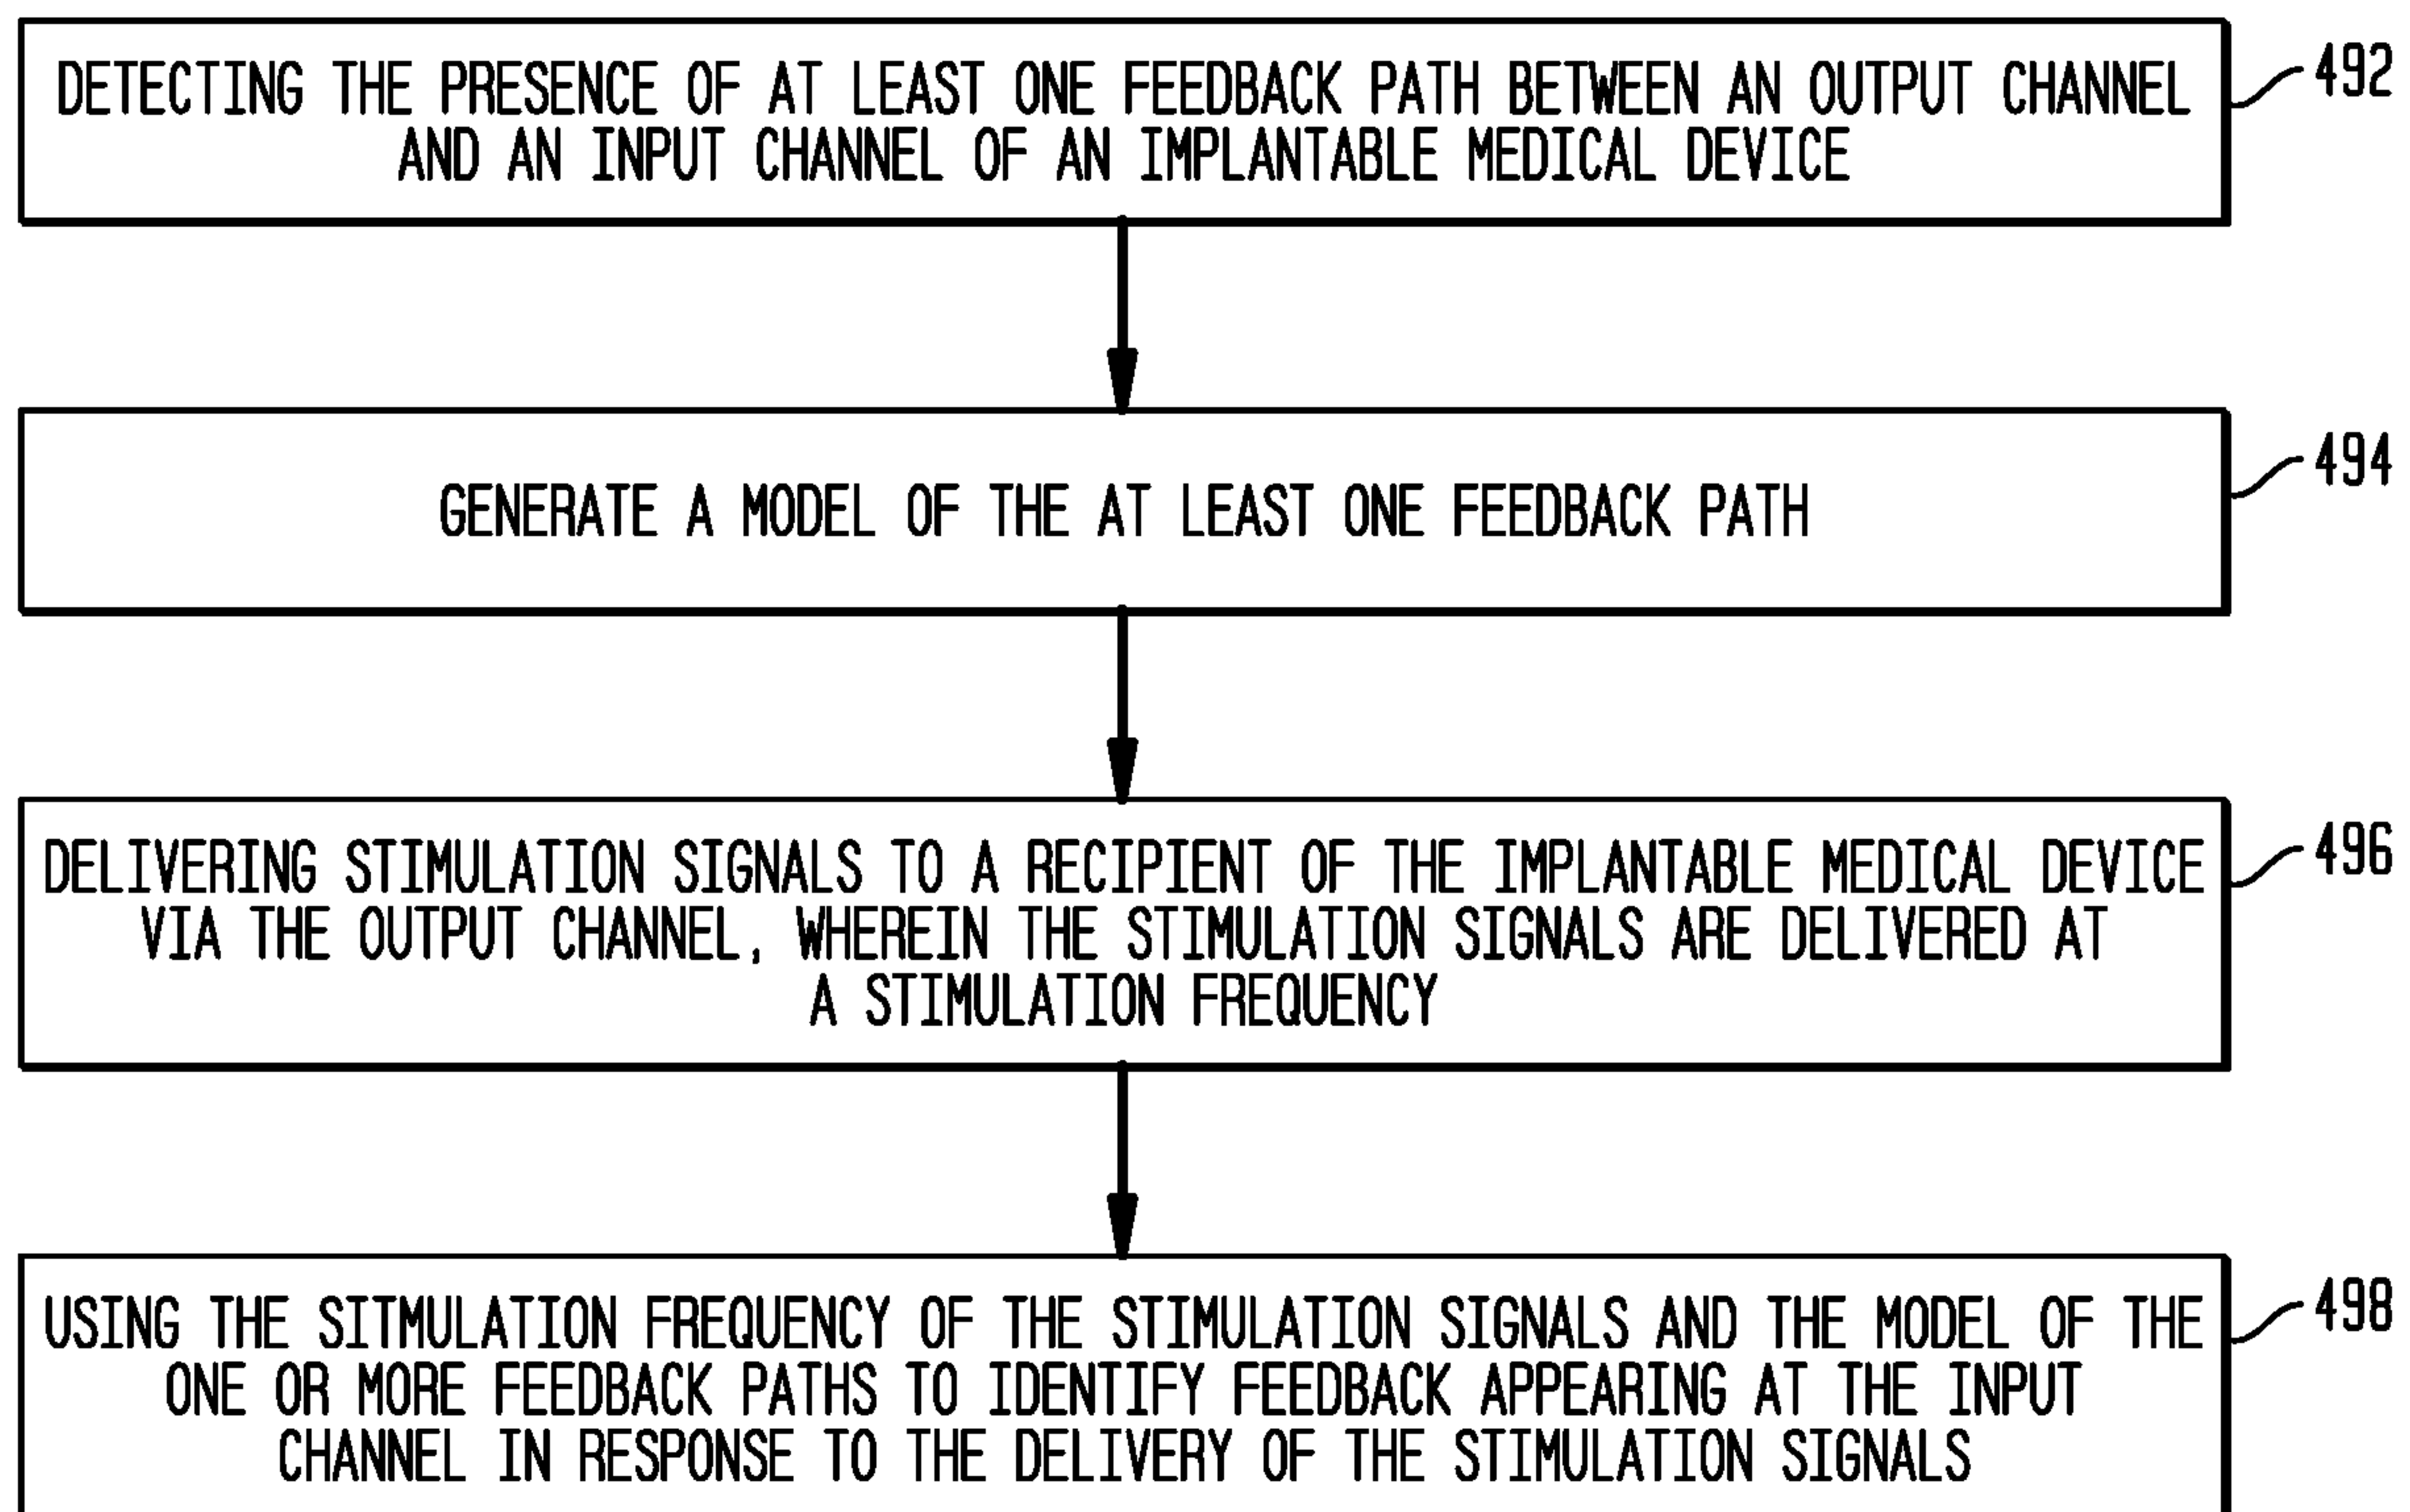 DETECTING THE PRESENCE OF AT LEAST ONE FEEDBACK PATH BETWEEN AN OUTPUT CHANNEL
AND AN INPUT CHANNEL OF AN IMPLANTABLE MEDICAL DEVICE
492
GENERATE A MODEL OF THE AT LEAST ONE FEEDBACK PATH
494
DELIVERING STIMULATION SIGNALS TO A RECIPIENT OF THE IMPLANTABLE MEDICAL DEVICE
VIA THE OUTPUT CHANNEL, WHEREIN THE STIMULATION SIGNALS ARE DELIVERED AT
A STIMULATION FREQUENCY
496
USING THE SITMULATION FREQUENCY OF THE STIMULATION SIGNALS AND THE MODEL OF THE
ONE OR MORE FEEDBACK PATHS TO IDENTIFY FEEDBACK APPEARING AT THE INPUT
CHANNEL IN RESPONSE TO THE DELIVERY OF THE STIMULATION SIGNALS
498